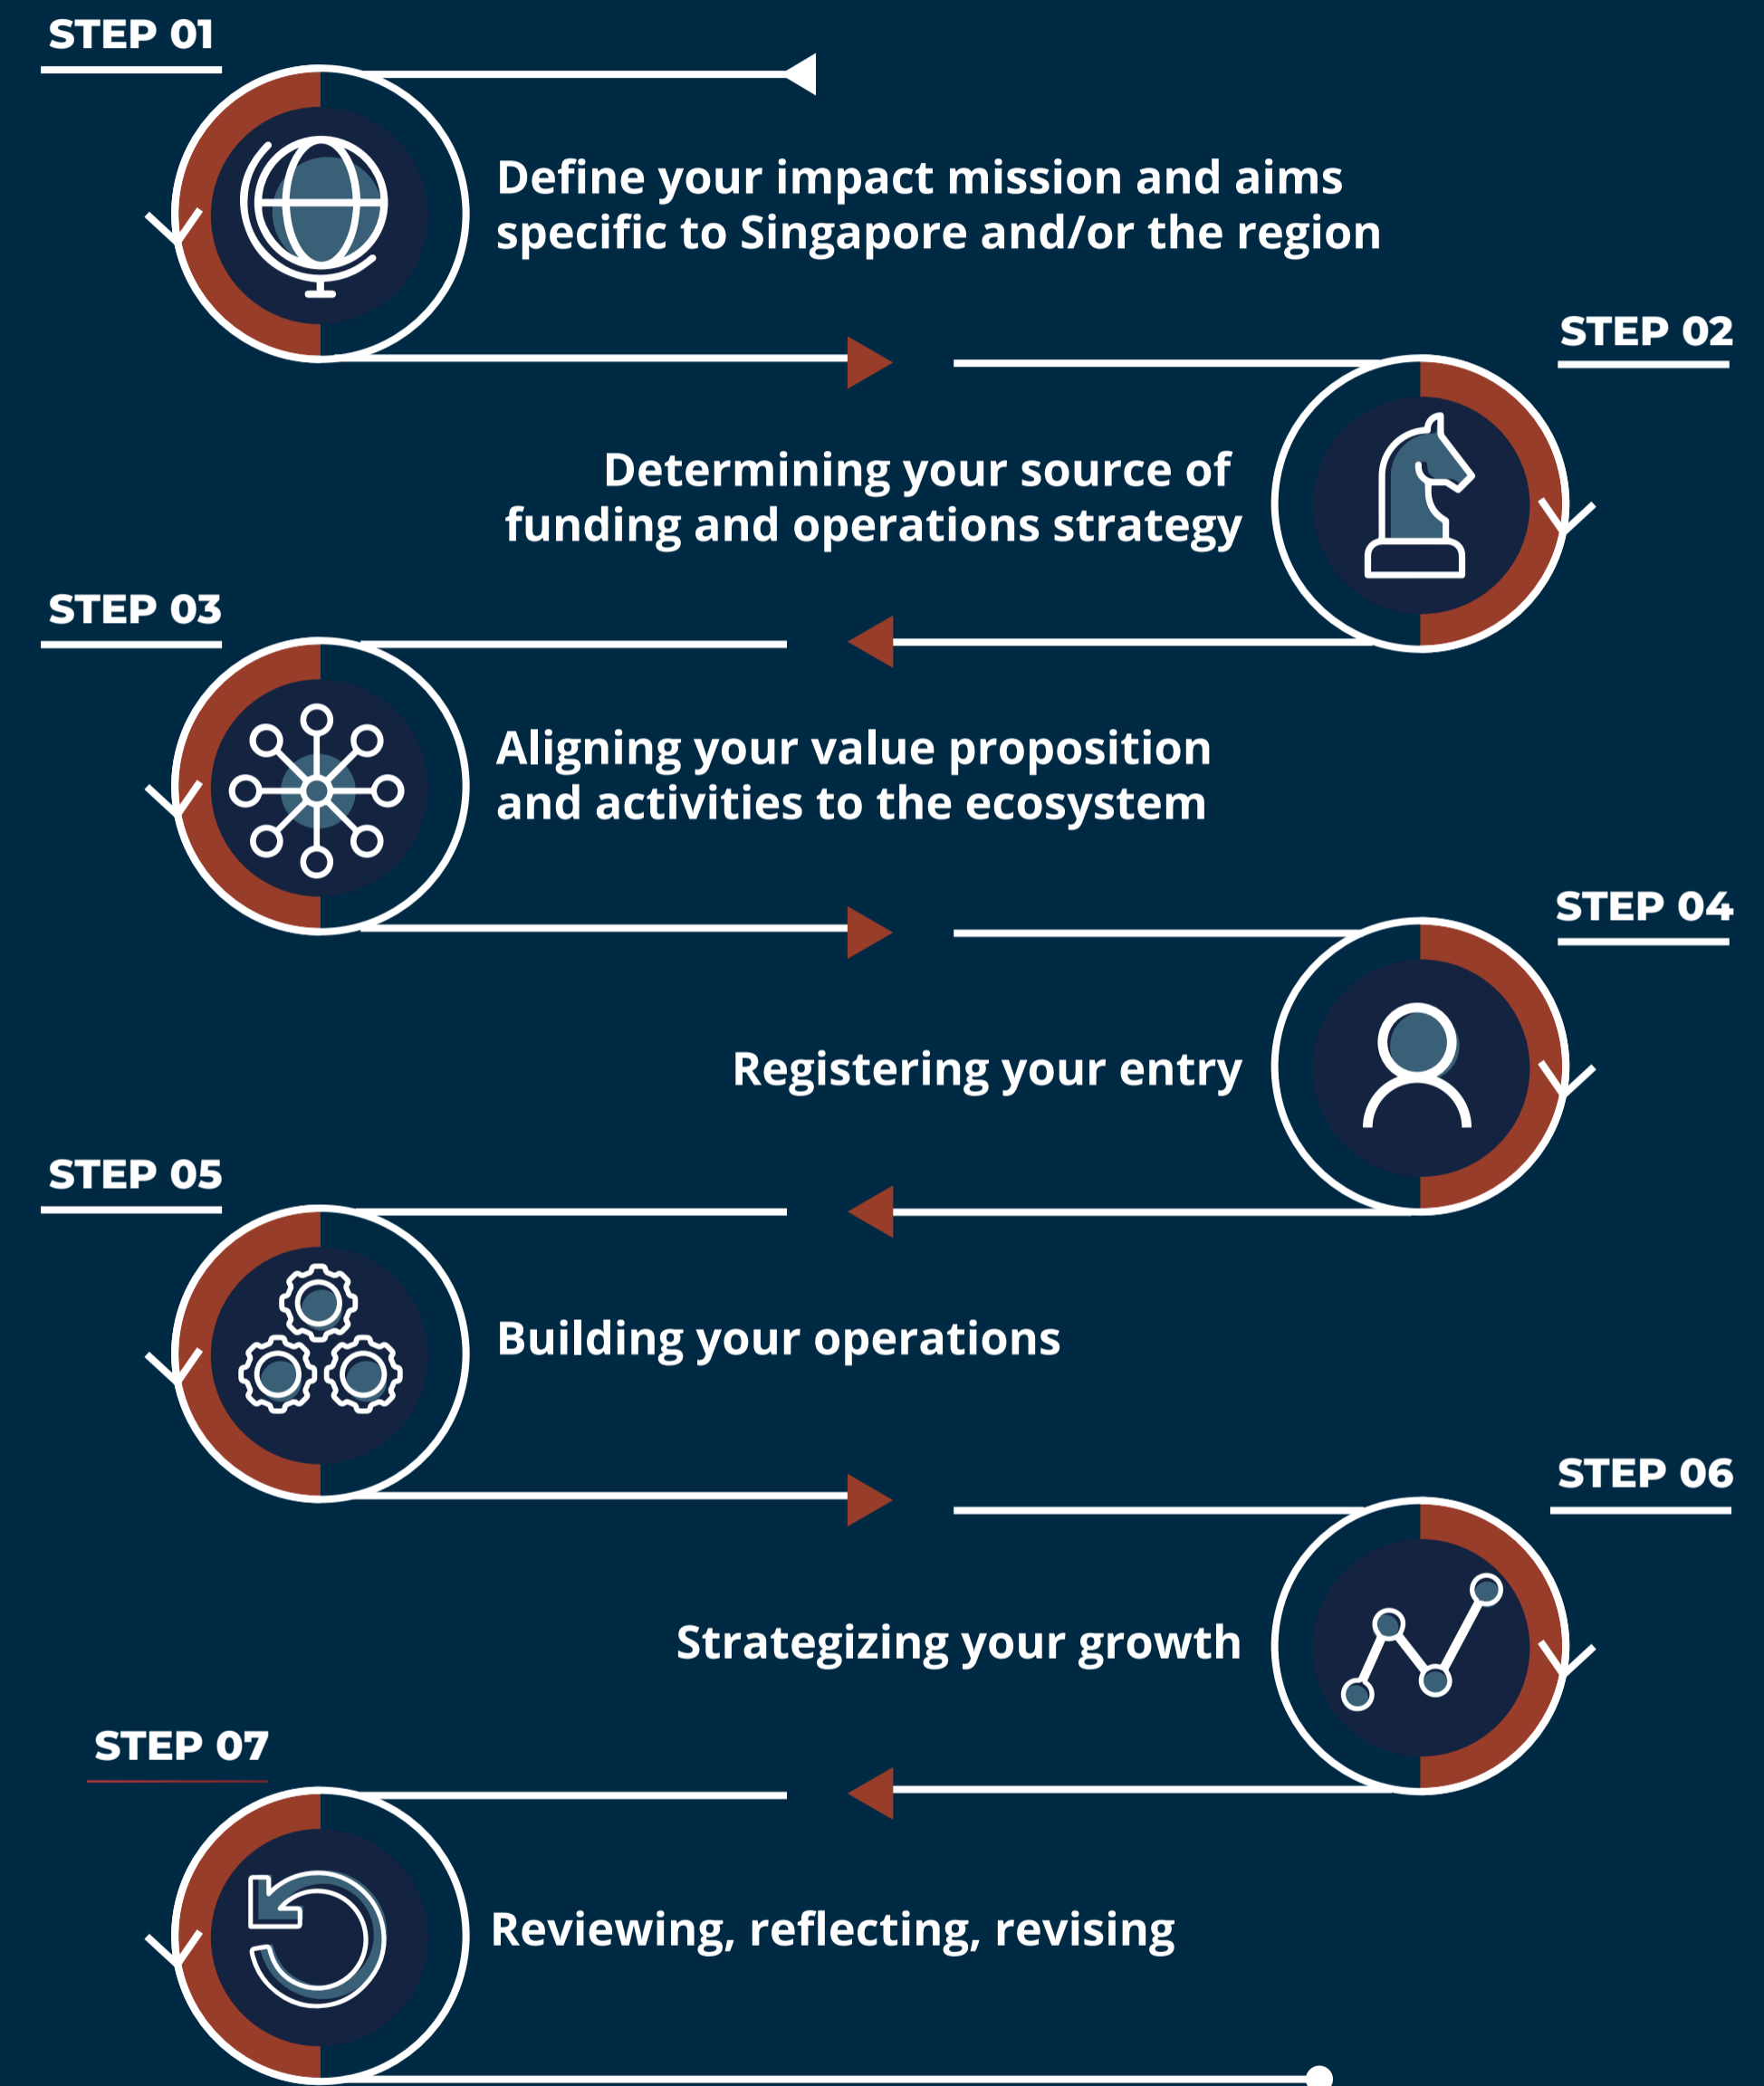 STEP 01
Define your impact mission and aims
specific to Singapore and/or the region
STEP 02
Determining your source of
funding and operations strategy
STEP 03
Aligning your value proposition
and activities to the ecosystem
STEP 04
Registering your entry
STEP 05
Building your operations
STEP 06
Strategizing your growth
STEP 07
Reviewing, reflecting, revising